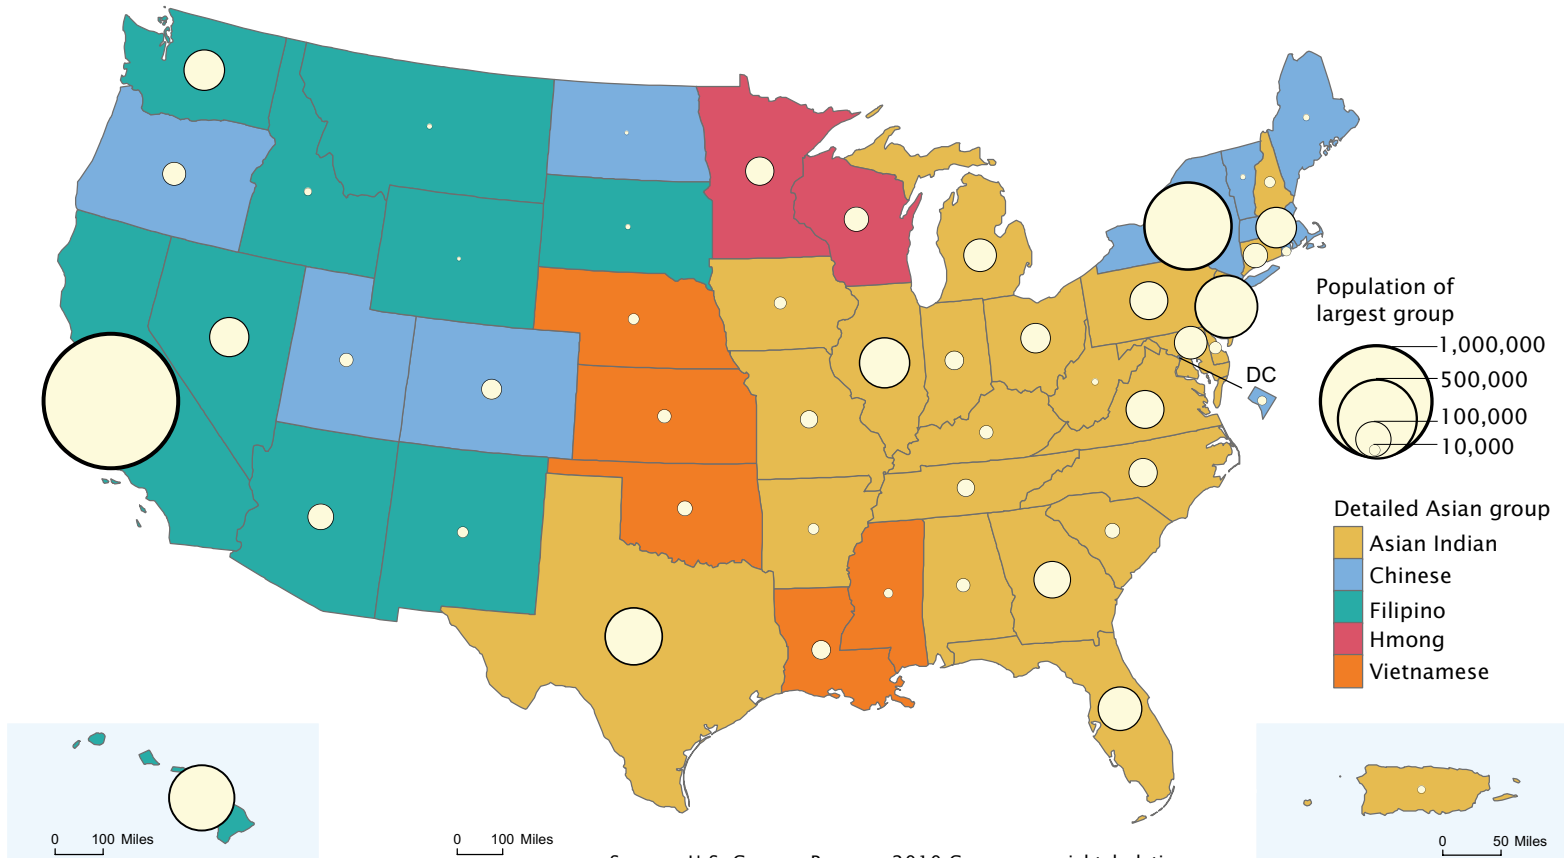 Population of
largest group
1,000,000
500,000
100,000
10,000
DC
Detailed Asian group
Asian Indian
Chinese
Filipino
Hmong
Vietnamese
0 100 Miles
0 100 Miles
0 50 Miles